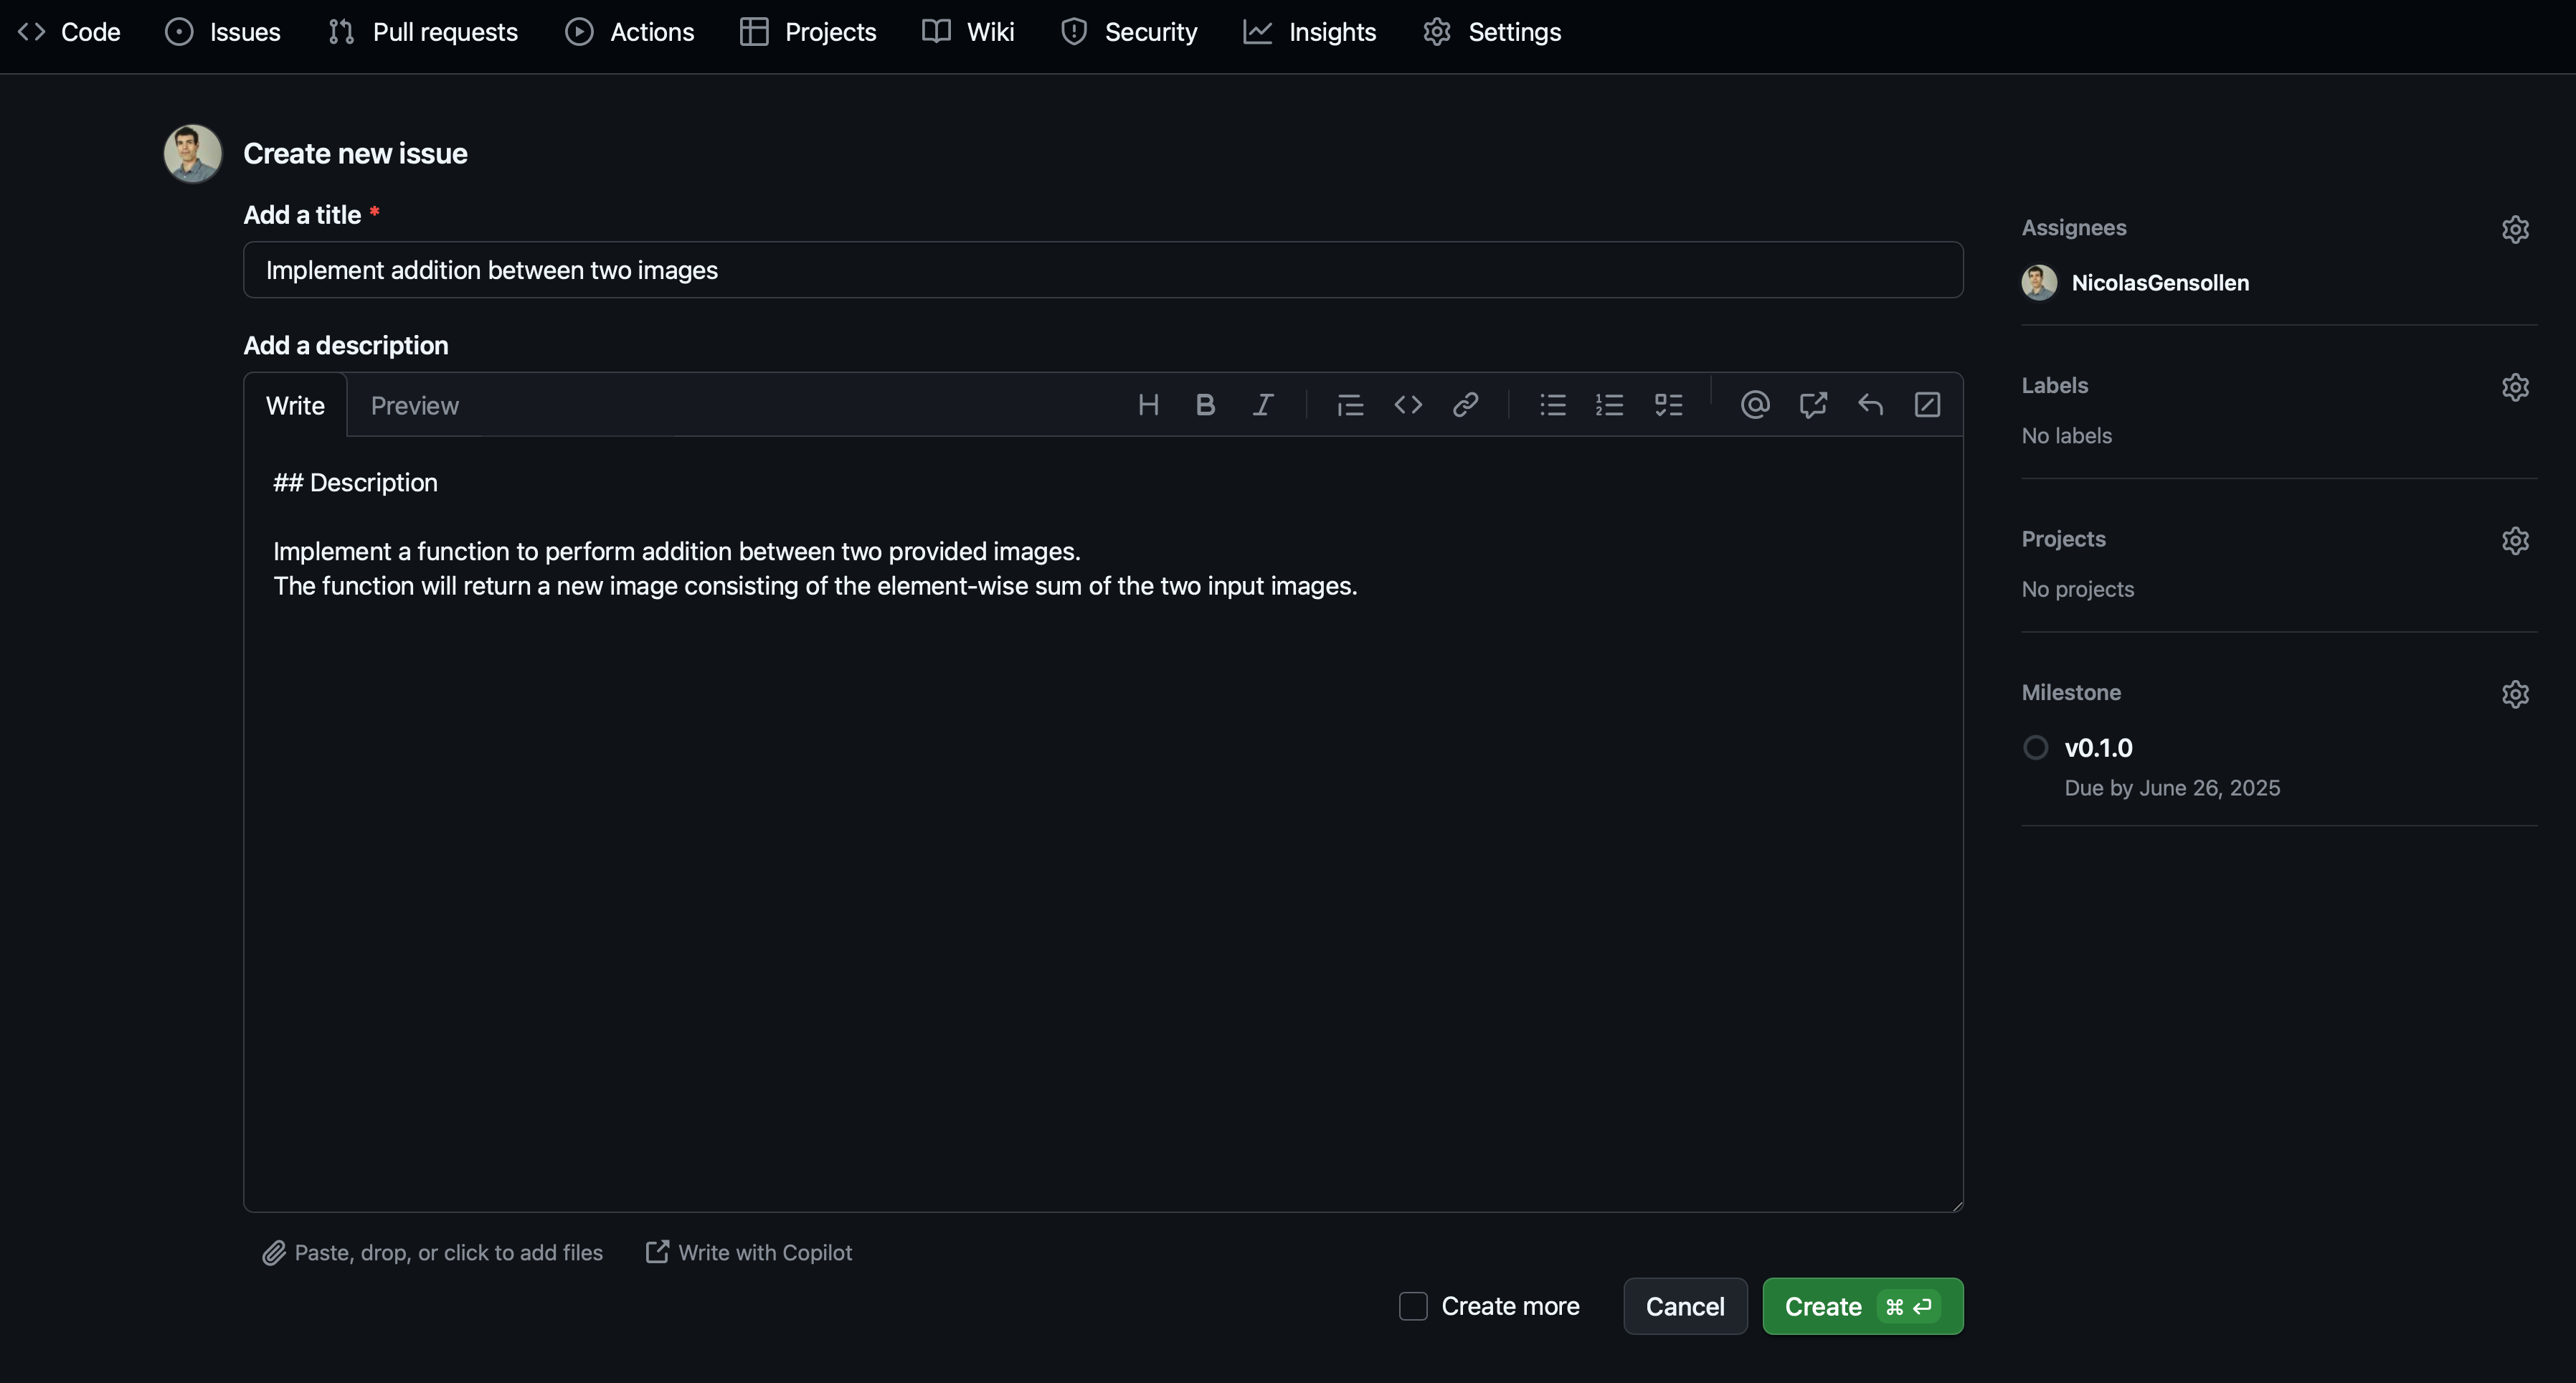 Code Issues Pull requests Actions Projects Wiki Security Insights Settings
Create new issue
Add a title *
Implement addition between two images
Add a description
Write Preview
## Description
Implement a function to perform addition between two provided images.
The function will return a new image consisting of the element-wise sum of the two input images.
Paste, drop, or click to add files Write with Copilot
Create more Cancel Create ⌘ ↵
Assignees
NicolasGensollen
Labels
No labels
Projects
No projects
Milestone
v0.1.0
Due by June 26, 2025